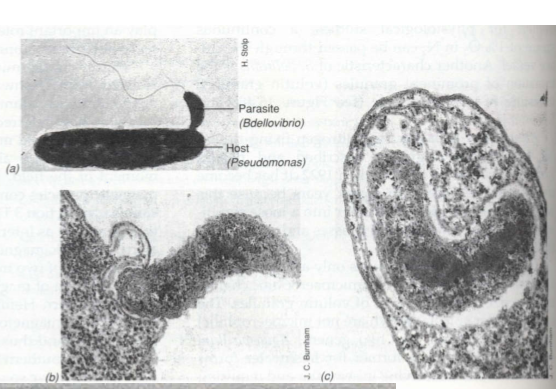 H. Stolp
Parasite
(Bdellovibrio)
Host
(Pseudomonas)
(a)
J. C. Burnham
(b)
(c)